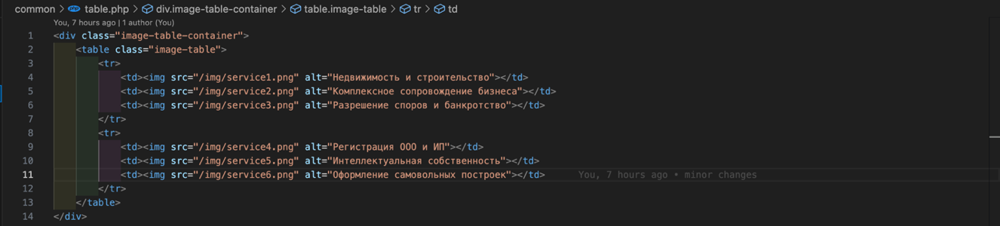 common > php table.php > div.image-table-container > table.image-table > tr > td
You, 7 hours ago | 1 author (You)
1 <div class="image-table-container">
2 <table class="image-table">
3 <tr>
4 <td><img src="/img/service1.png" alt="Недвижимость и строительство"></td>
5 <td><img src="/img/service2.png" alt="Комплексное сопровождение бизнеса"></td>
6 <td><img src="/img/service3.png" alt="Разрешение споров и банкротство"></td>
7 </tr>
8 <tr>
9 <td><img src="/img/service4.png" alt="Регистрация ООО и ИП"></td>
10 <td><img src="/img/service5.png" alt="Интеллектуальная собственность"></td>
11 <td><img src="/img/service6.png" alt="Оформление самовольных построек"></td> You, 7 hours ago • minor changes
12 </tr>
13 </table>
14 </div>